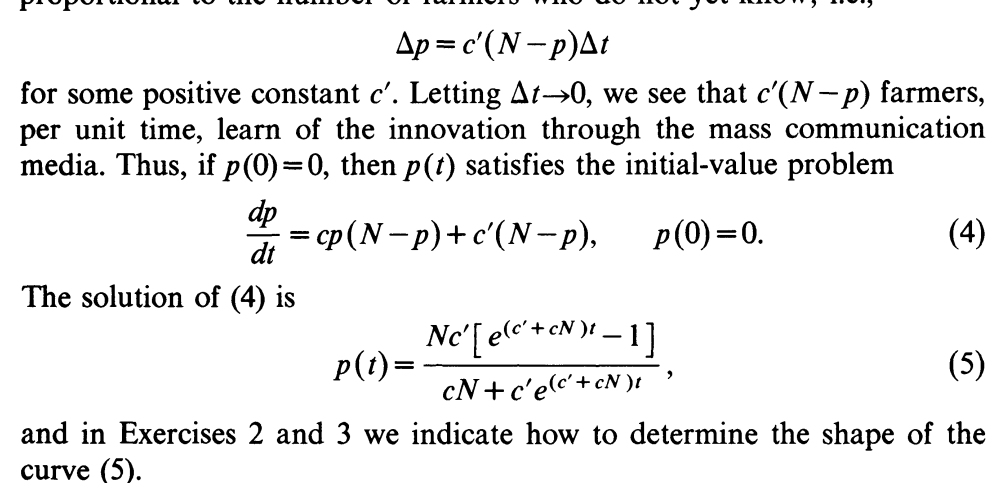 proportional to the number of farmers who do not yet know; i.e.,
Δp = c′(N − p)Δt
for some positive constant c′. Letting Δt→0, we see that c′(N − p) farmers,
per unit time, learn of the innovation through the mass communication
media. Thus, if p(0)=0, then p(t) satisfies the initial-value problem
dp/dt = cp(N − p) + c′(N − p),   p(0)=0.   (4)
The solution of (4) is
p(t) = Nc′[e^{(c′+cN)t} − 1] / (cN + c′e^{(c′+cN)t}),   (5)
and in Exercises 2 and 3 we indicate how to determine the shape of the
curve (5).